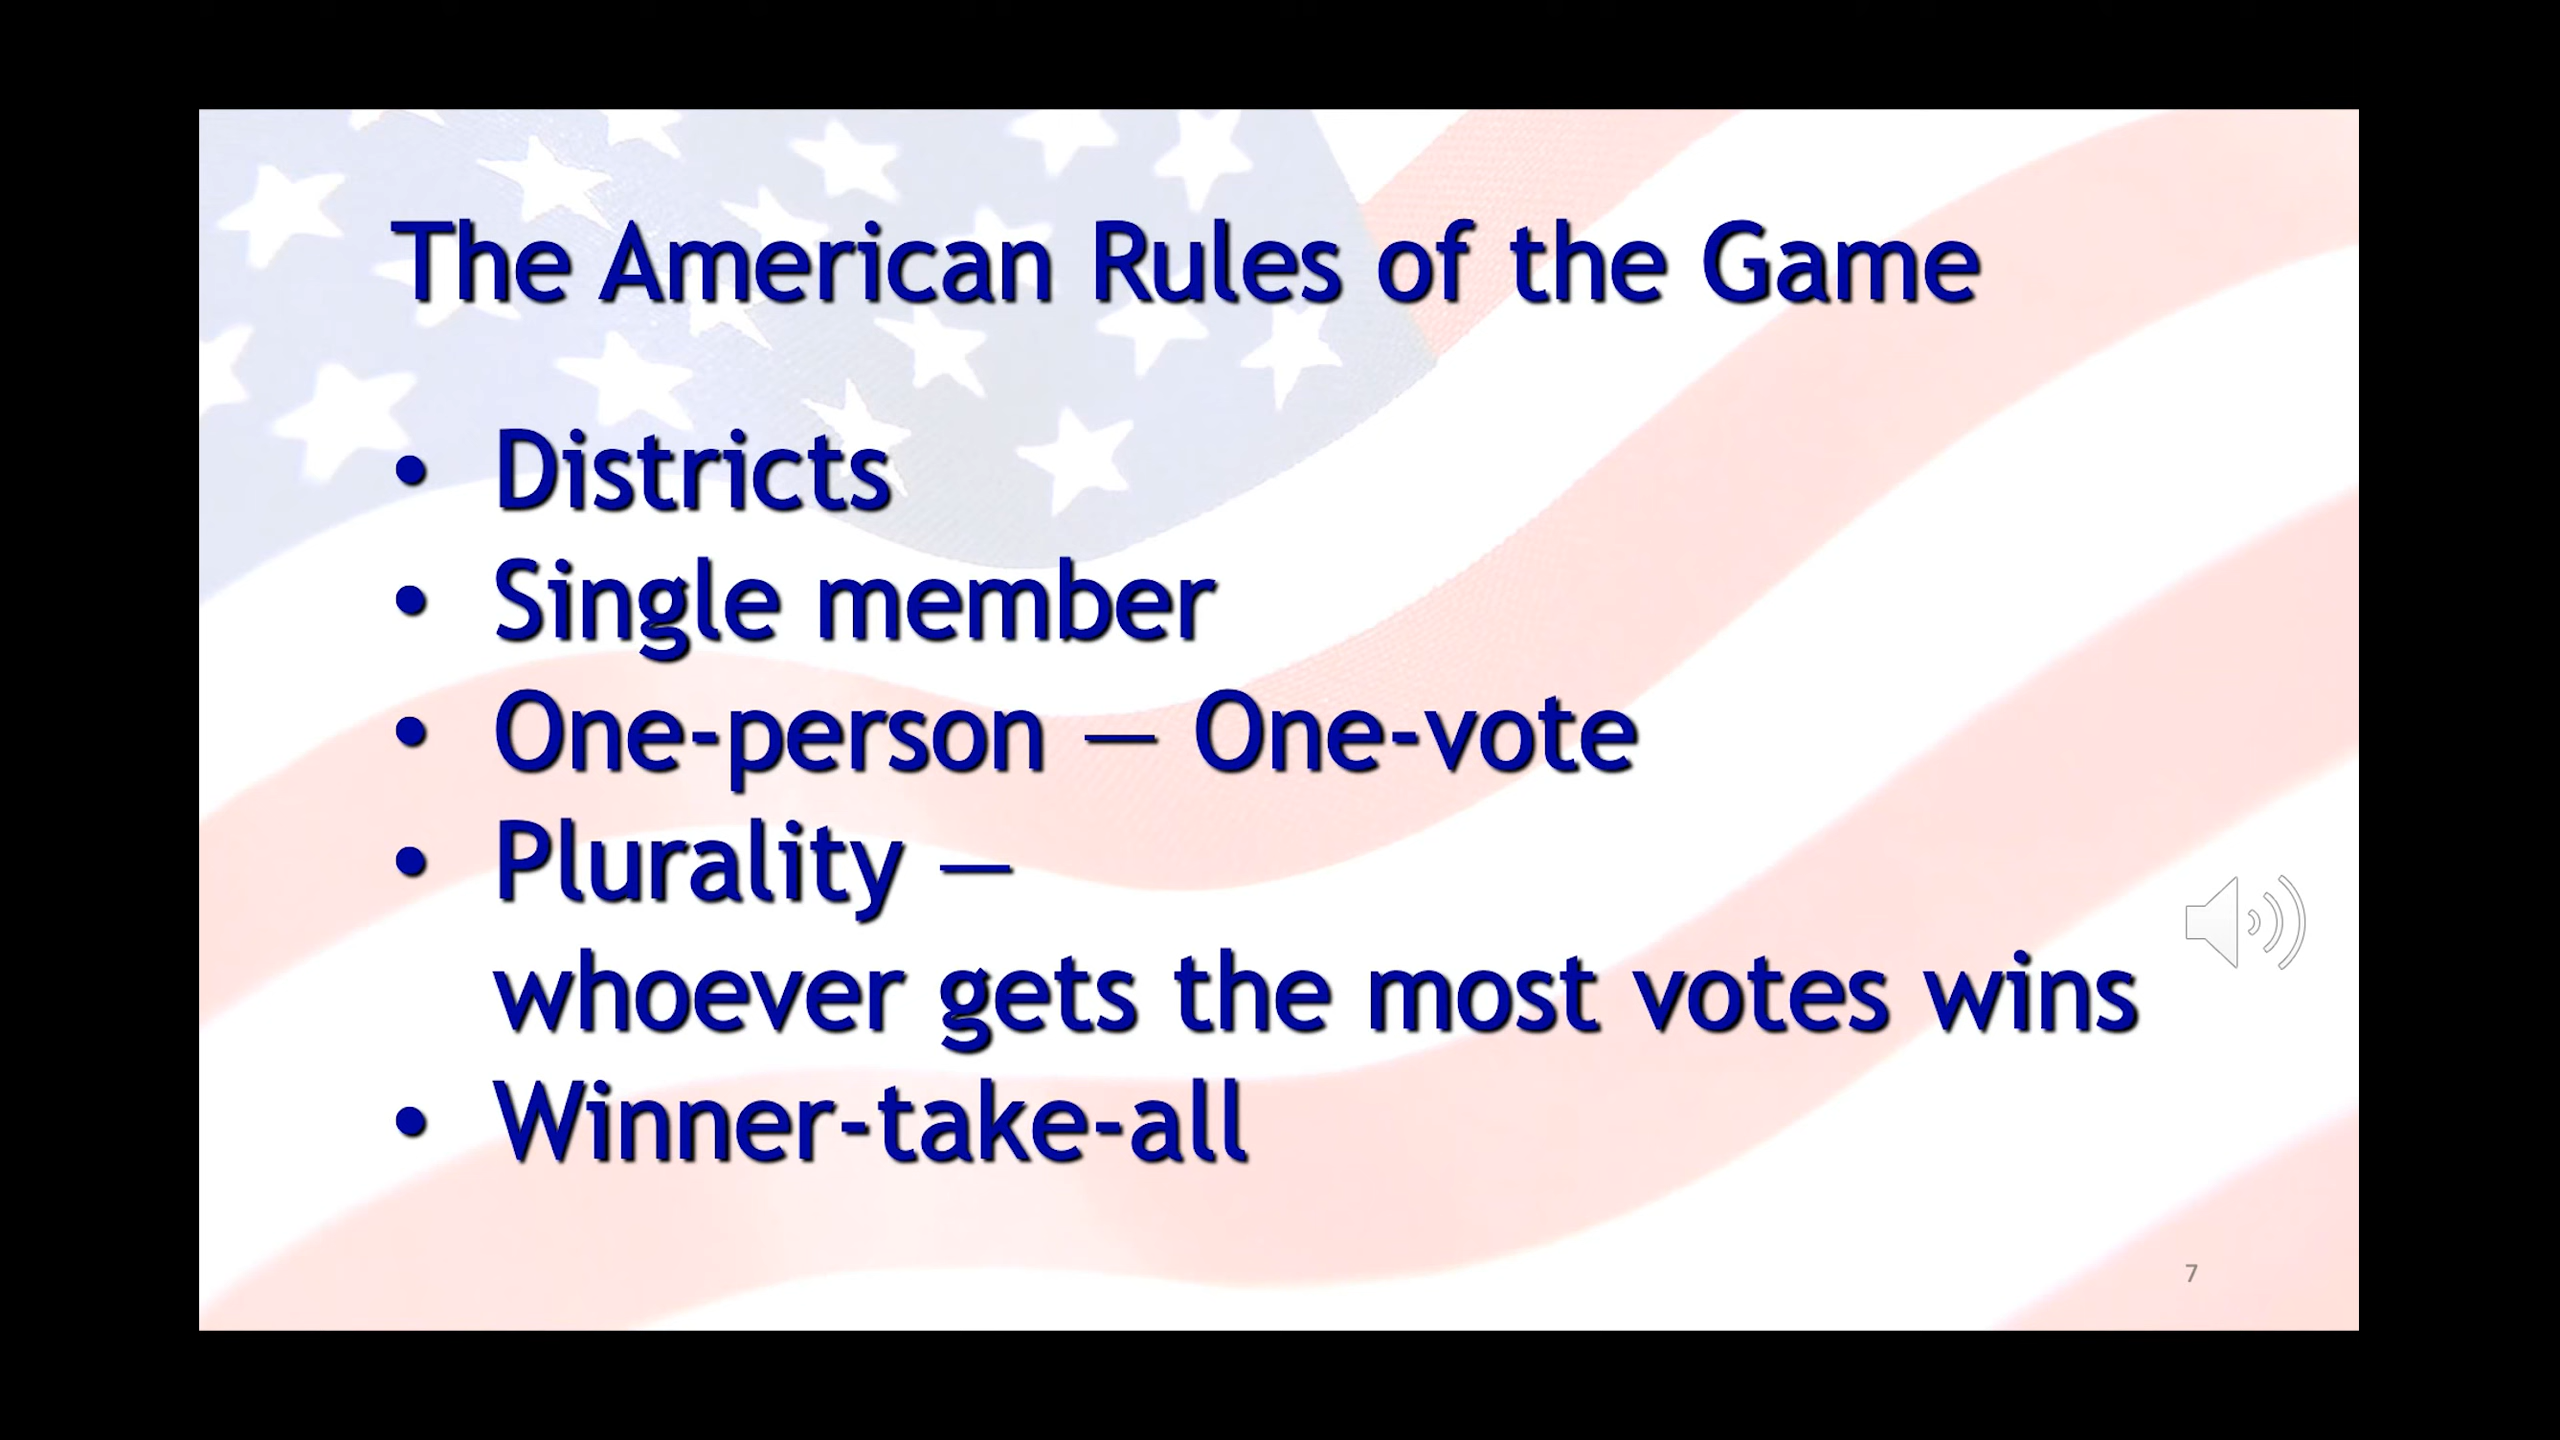 The American Rules of the Game
• Districts
• Single member
• One-person — One-vote
• Plurality —
whoever gets the most votes wins
• Winner-take-all
7